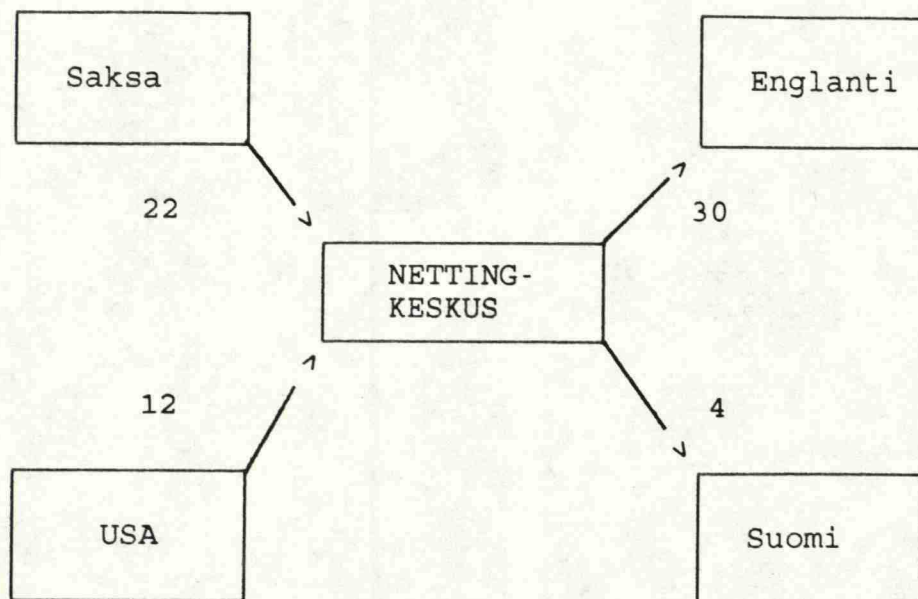 Saksa
Englanti
22
30
NETTING-
KESKUS
12
4
USA
Suomi